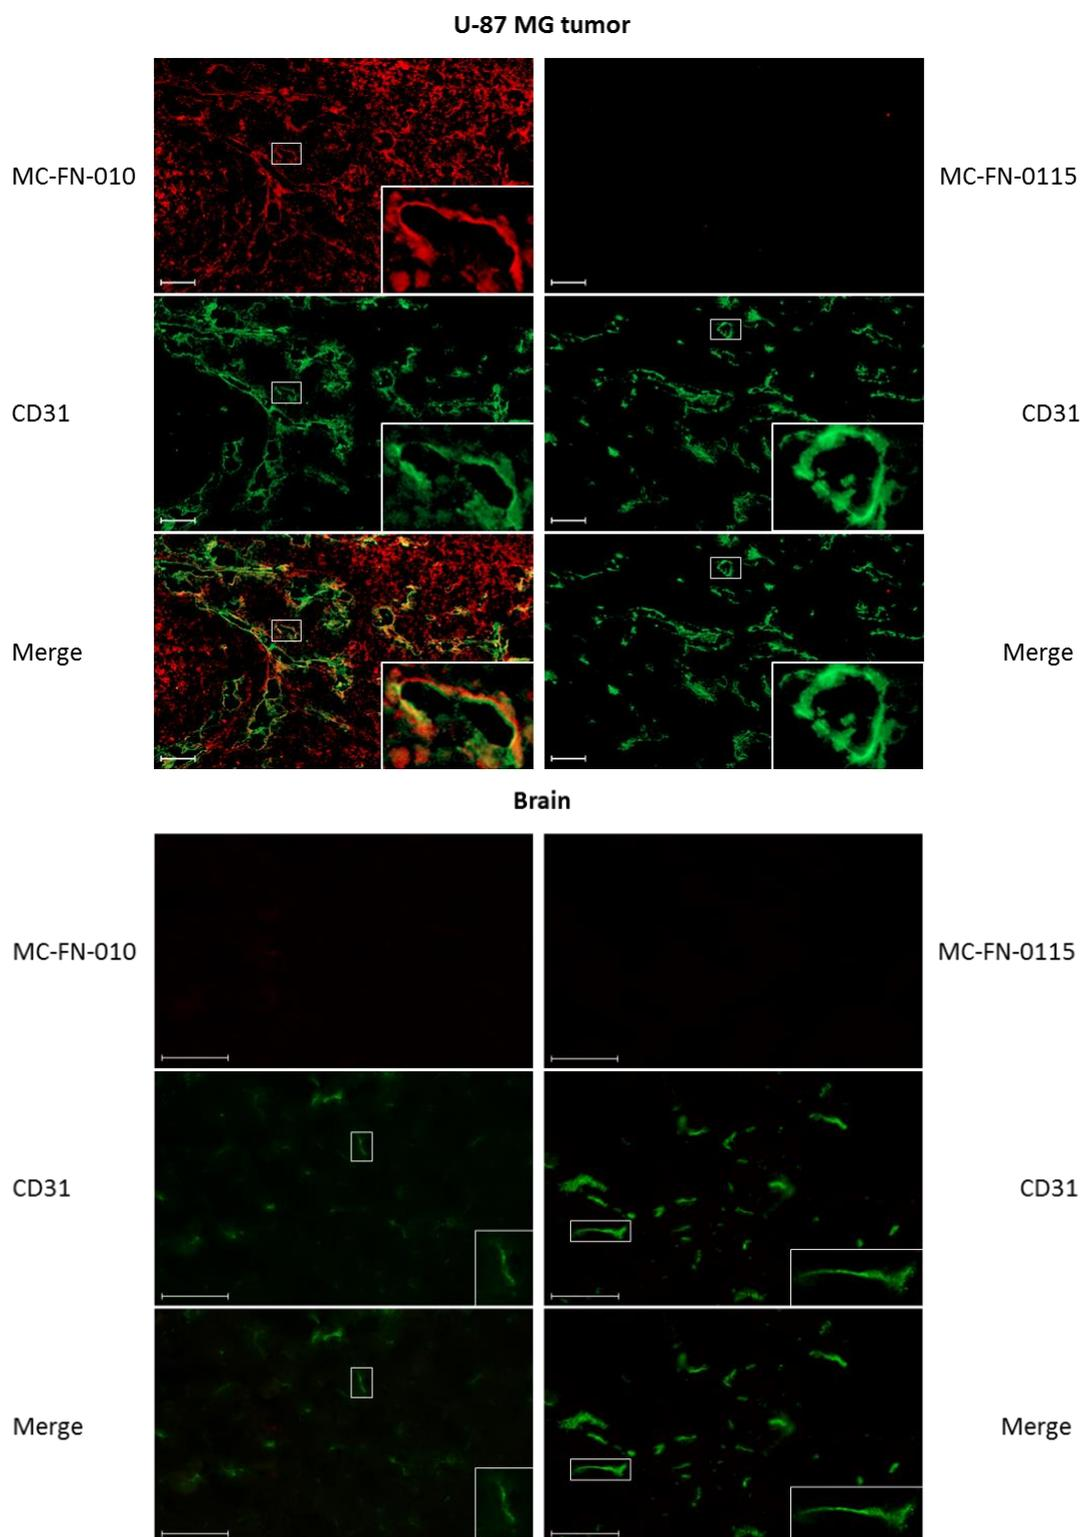 U-87 MG tumor
MC-FN-010
MC-FN-0115
CD31
CD31
Merge
Merge
Brain
MC-FN-010
MC-FN-0115
CD31
CD31
Merge
Merge